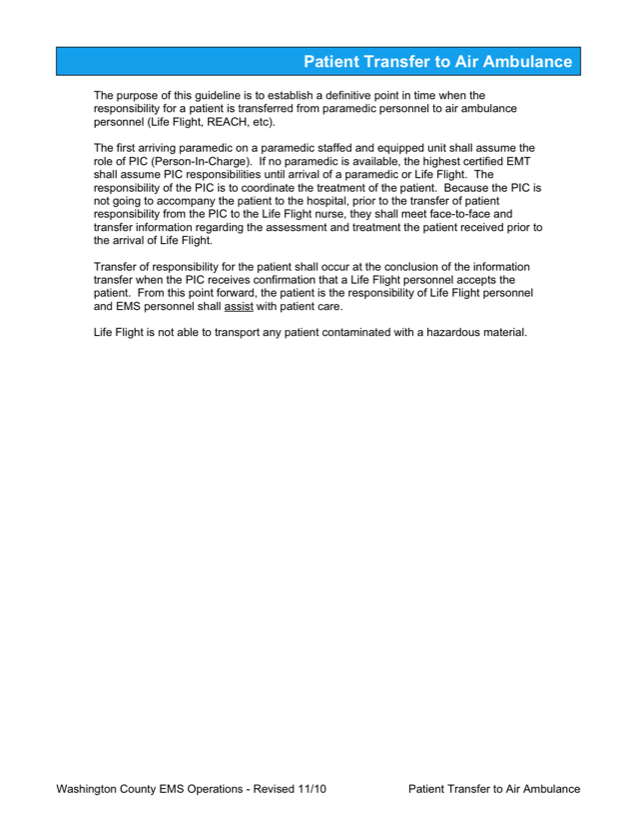 Patient Transfer to Air Ambulance
The purpose of this guideline is to establish a definitive point in time when the
responsibility for a patient is transferred from paramedic personnel to air ambulance
personnel (Life Flight, REACH, etc).
The first arriving paramedic on a paramedic staffed and equipped unit shall assume the
role of PIC (Person-In-Charge).  If no paramedic is available, the highest certified EMT
shall assume PIC responsibilities until arrival of a paramedic or Life Flight.  The
responsibility of the PIC is to coordinate the treatment of the patient.  Because the PIC is
not going to accompany the patient to the hospital, prior to the transfer of patient
responsibility from the PIC to the Life Flight nurse, they shall meet face-to-face and
transfer information regarding the assessment and treatment the patient received prior to
the arrival of Life Flight.
Transfer of responsibility for the patient shall occur at the conclusion of the information
transfer when the PIC receives confirmation that a Life Flight personnel accepts the
patient.  From this point forward, the patient is the responsibility of Life Flight personnel
and EMS personnel shall assist with patient care.
Life Flight is not able to transport any patient contaminated with a hazardous material.
Washington County EMS Operations - Revised 11/10
Patient Transfer to Air Ambulance